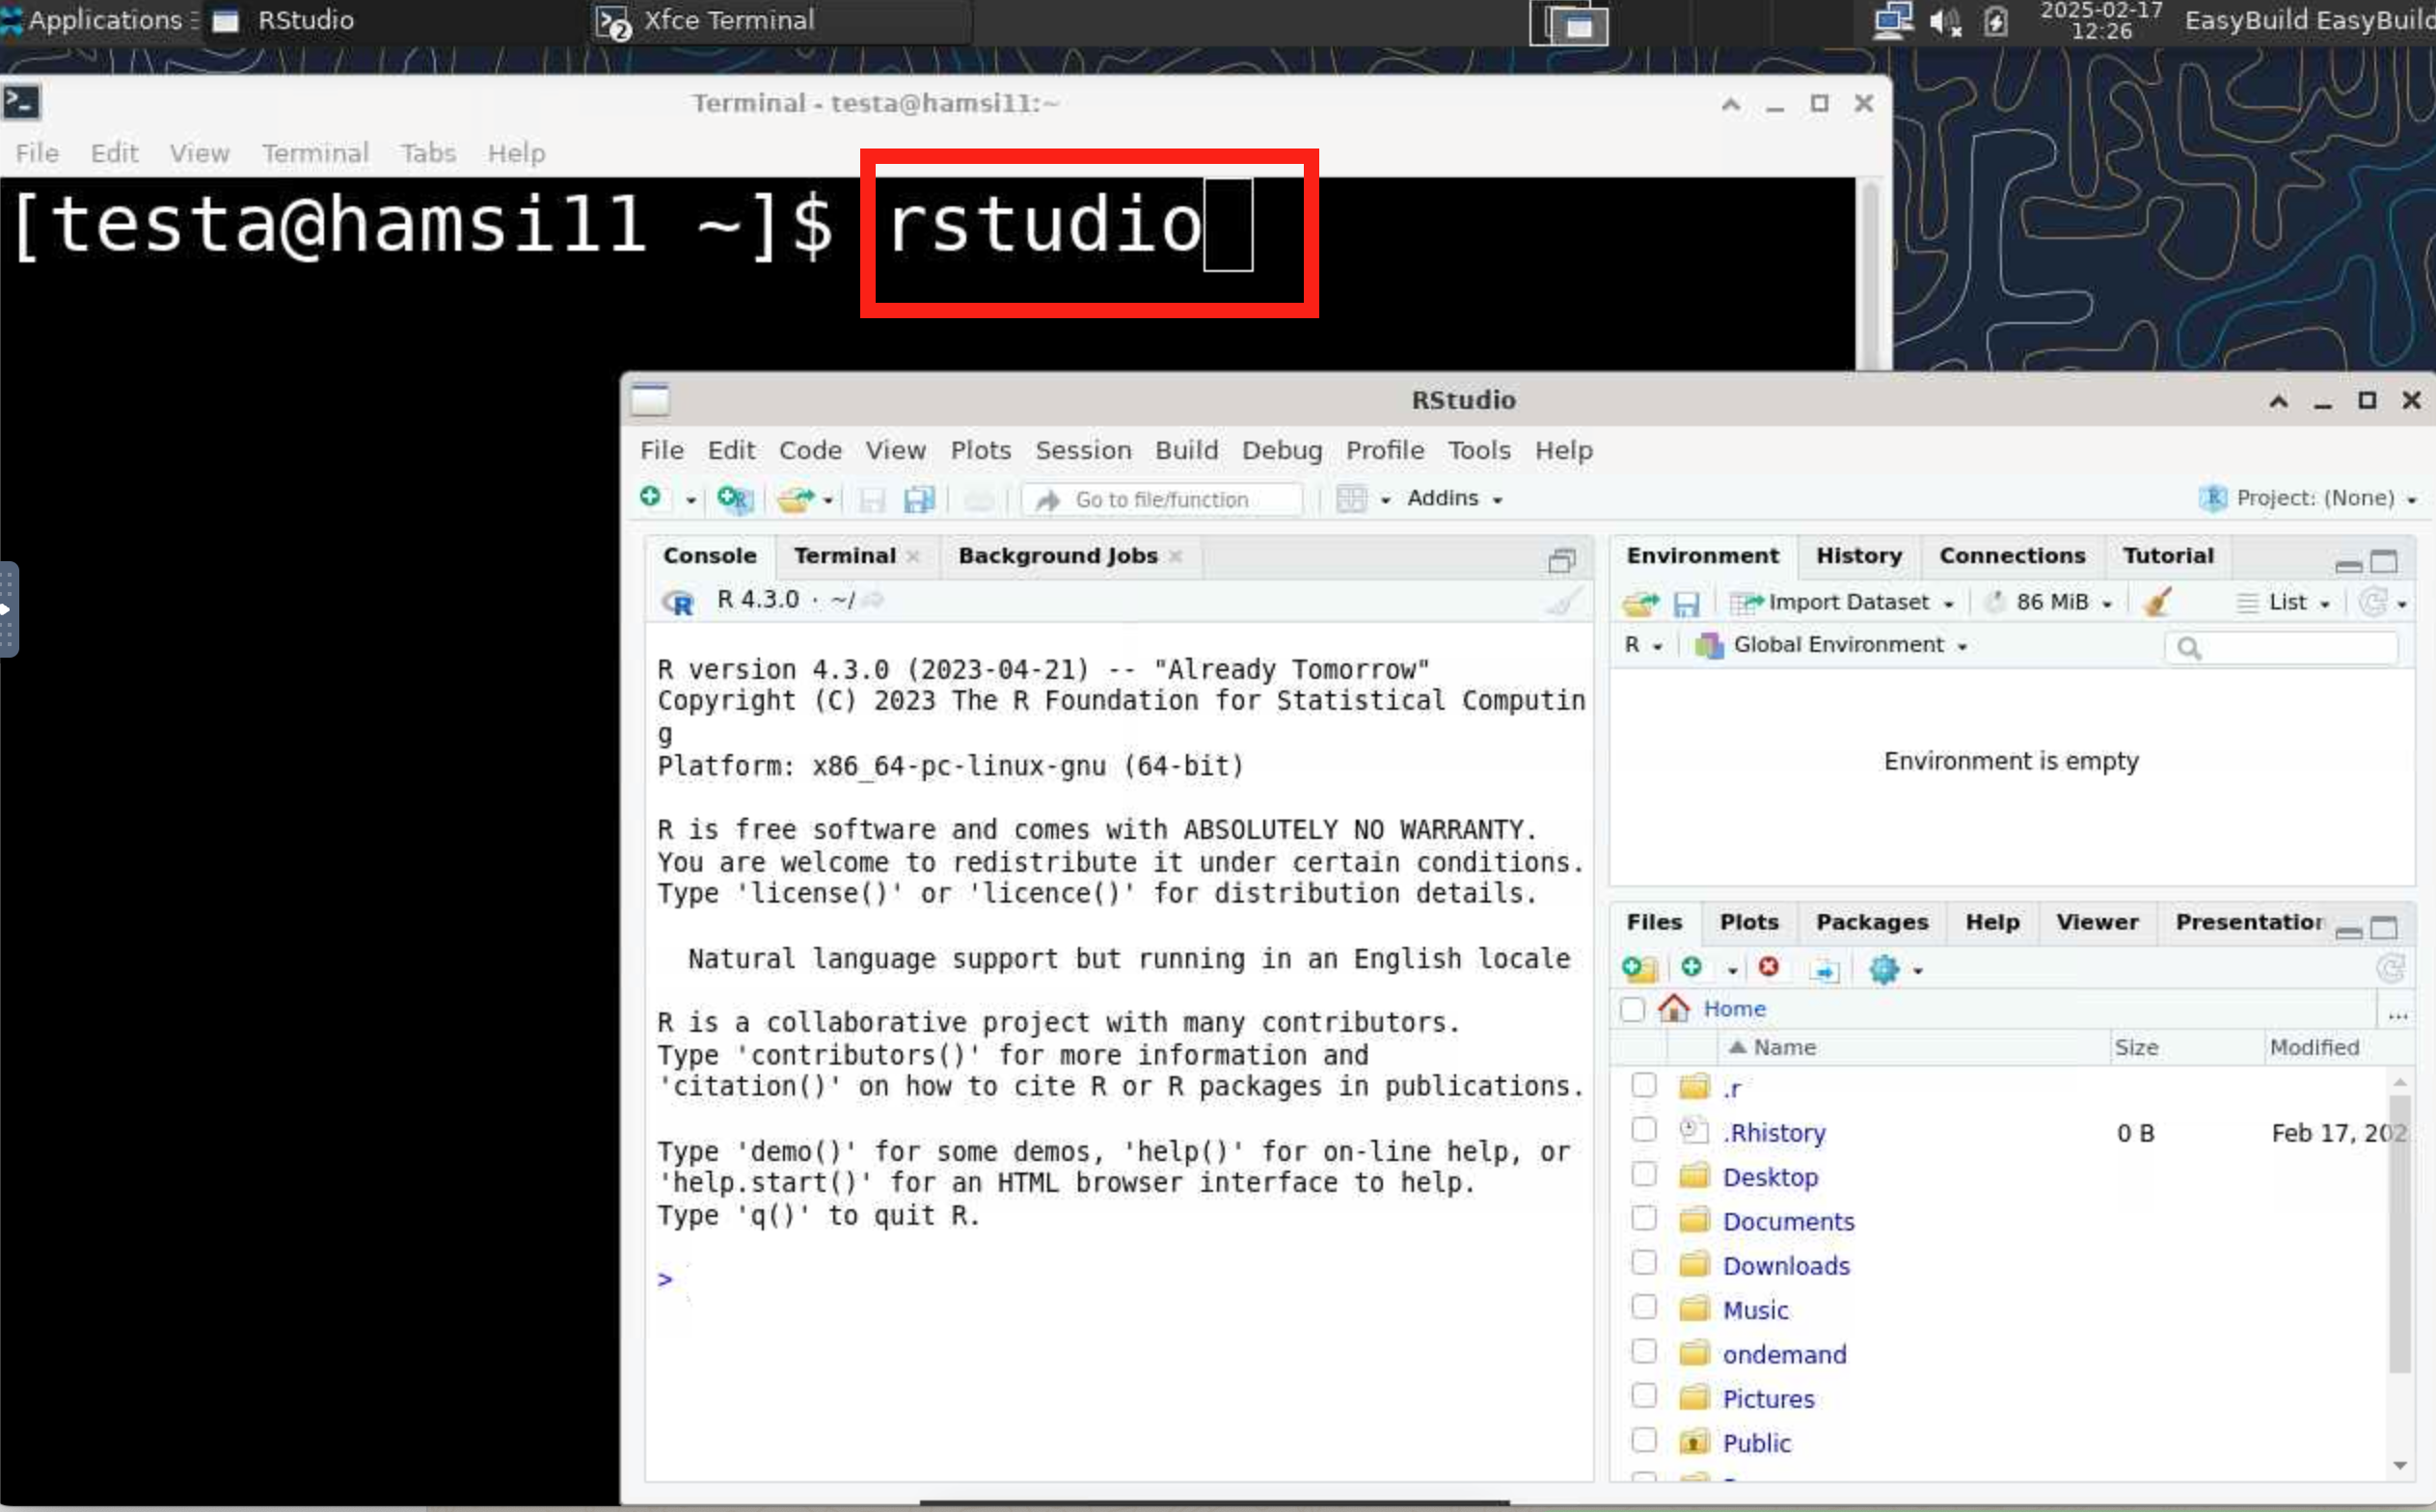 Applications
RStudio
2
Xfce Terminal
2025-02-17
12:26
EasyBuild EasyBuild
Terminal - testa@hamsi11:~
File Edit View Terminal Tabs Help
[testa@hamsi11 ~]$ rstudio
RStudio
File Edit Code View Plots Session Build Debug Profile Tools Help
Go to file/function
Addins
Project: (None)
Console Terminal Background Jobs
R 4.3.0 · ~/
R version 4.3.0 (2023-04-21) -- "Already Tomorrow"
Copyright (C) 2023 The R Foundation for Statistical Computin
g
Platform: x86_64-pc-linux-gnu (64-bit)
R is free software and comes with ABSOLUTELY NO WARRANTY.
You are welcome to redistribute it under certain conditions.
Type 'license()' or 'licence()' for distribution details.
Natural language support but running in an English locale
R is a collaborative project with many contributors.
Type 'contributors()' for more information and
'citation()' on how to cite R or R packages in publications.
Type 'demo()' for some demos, 'help()' for on-line help, or
'help.start()' for an HTML browser interface to help.
Type 'q()' to quit R.
>
Environment History Connections Tutorial
Import Dataset 86 MiB List
R Global Environment
Environment is empty
Files Plots Packages Help Viewer Presentation
Home ...
Name Size Modified
.r
.Rhistory 0 B Feb 17, 202
Desktop
Documents
Downloads
Music
ondemand
Pictures
Public